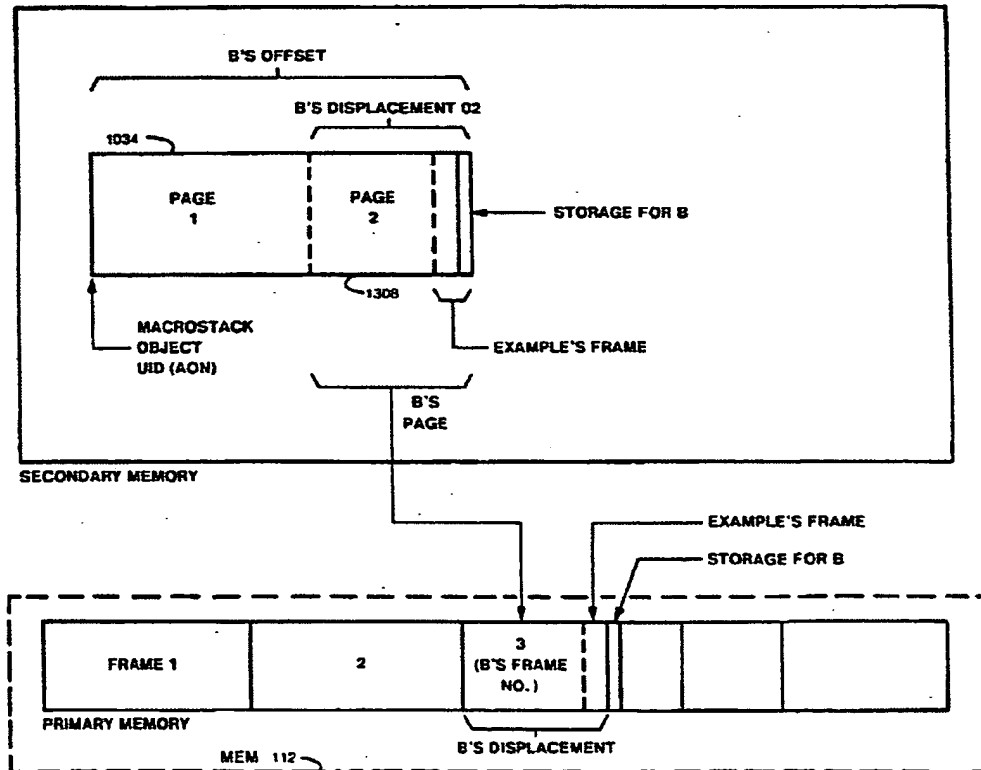 B'S OFFSET
B'S DISPLACEMENT 02
1034
PAGE
1
PAGE
2
STORAGE FOR B
1308
MACROSTACK
OBJECT
UID (AON)
EXAMPLE'S FRAME
B'S
PAGE
SECONDARY MEMORY
EXAMPLE'S FRAME
STORAGE FOR B
FRAME 1
2
3
(B'S FRAME
NO.)
PRIMARY MEMORY
B'S DISPLACEMENT
MEM 112